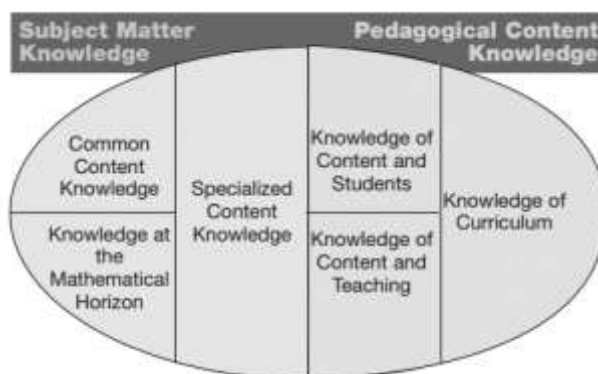 Subject Matter
Knowledge
Pedagogical Content
Knowledge
Common
Content
Knowledge
Knowledge at
the
Mathematical
Horizon
Specialized
Content
Knowledge
Knowledge of
Content and
Students
Knowledge of
Content and
Teaching
Knowledge of
Curriculum